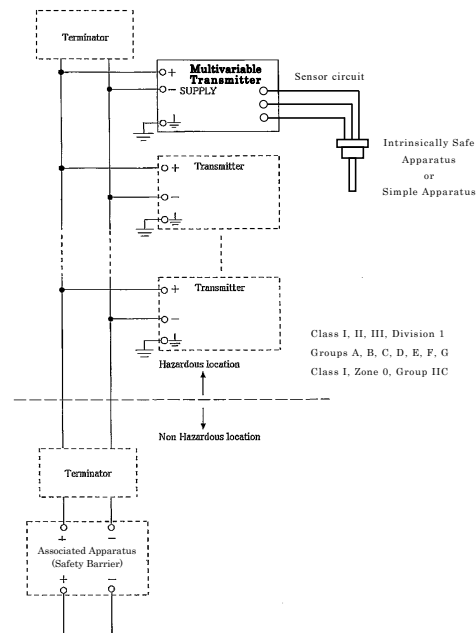 Terminator
+
Multivariable
Transmitter
− SUPPLY
Sensor circuit
Intrinsically Safe
Apparatus
or
Simple Apparatus
+
Transmitter
−
+
Transmitter
−
Class I, II, III, Division 1
Groups A, B, C, D, E, F, G
Class I, Zone 0, Group IIC
Hazardous location
Non Hazardous location
Terminator
+ −
Associated Apparatus
(Safety Barrier)
+ −